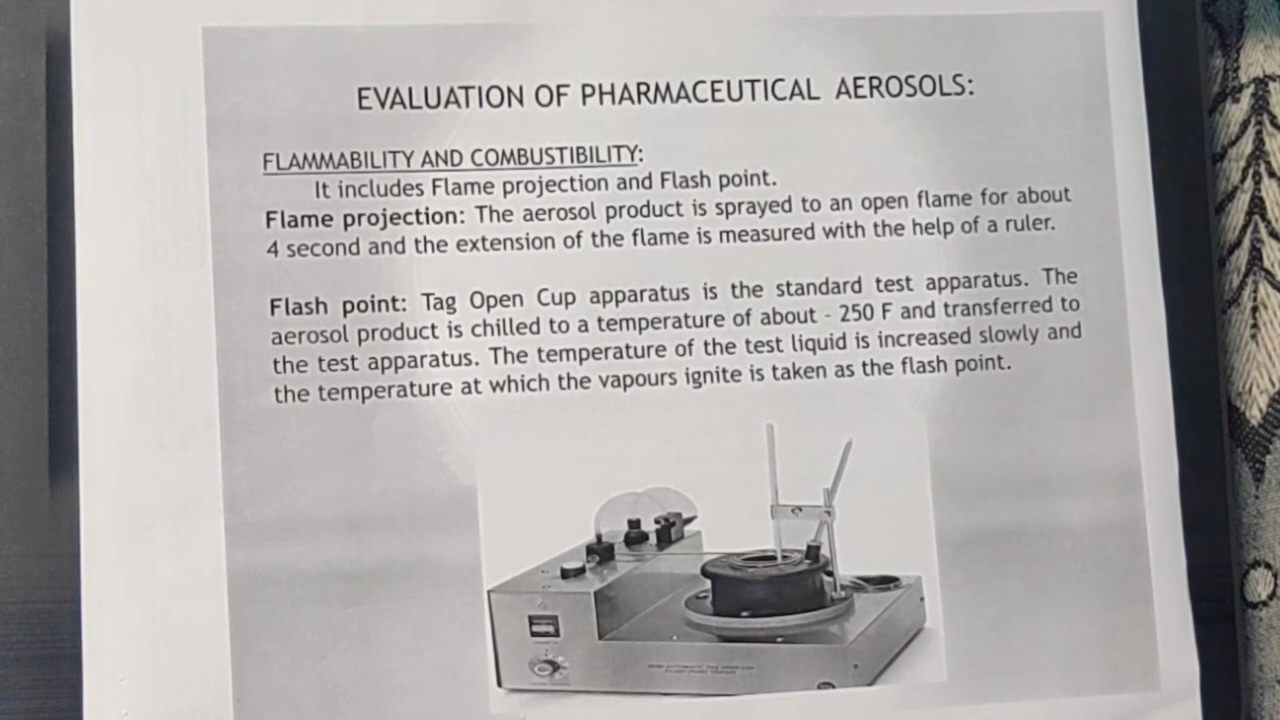 EVALUATION OF PHARMACEUTICAL AEROSOLS:
FLAMMABILITY AND COMBUSTIBILITY:
It includes Flame projection and Flash point.
Flame projection: The aerosol product is sprayed to an open flame for about
4 second and the extension of the flame is measured with the help of a ruler.
Flash point: Tag Open Cup apparatus is the standard test apparatus. The
aerosol product is chilled to a temperature of about - 250 F and transferred to
the test apparatus. The temperature of the test liquid is increased slowly and
the temperature at which the vapours ignite is taken as the flash point.